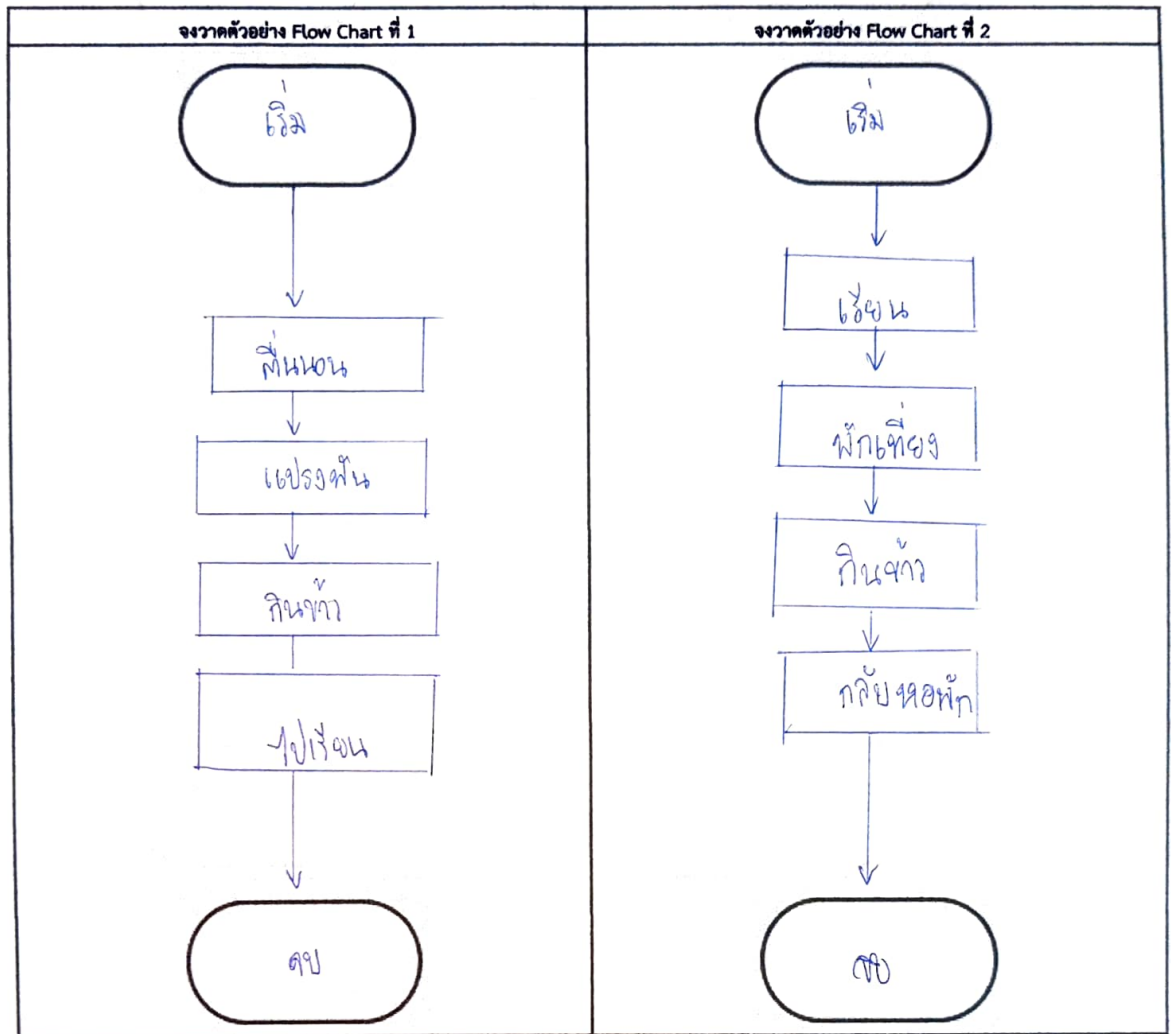 จงวาดตัวอย่าง Flow Chart ที่ 1
เริ่ม
ตื่นนอน
แปรงฟัน
กินข้าว
ไปเรียน
จบ
จงวาดตัวอย่าง Flow Chart ที่ 2
เริ่ม
เรียน
พักเที่ยง
กินข้าว
กลับหอพัก
จบ